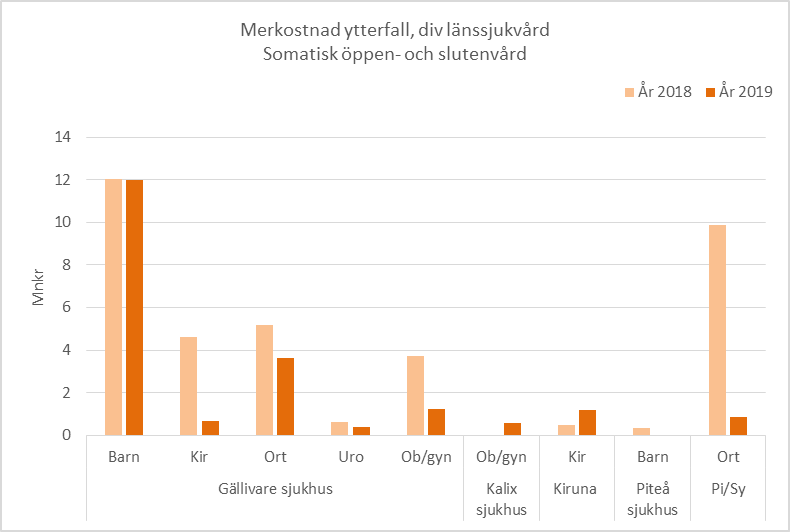 Merkostnad ytterfall, div länssjukvård
Somatisk öppen- och slutenvård
År 2018 År 2019
Mnkr
14
12
10
8
6
4
2
0
Barn Kir Ort Uro Ob/gyn Ob/gyn Kir Barn Ort
Gällivare sjukhus Kalix Kiruna Piteå Pi/Sy
sjukhus sjukhus